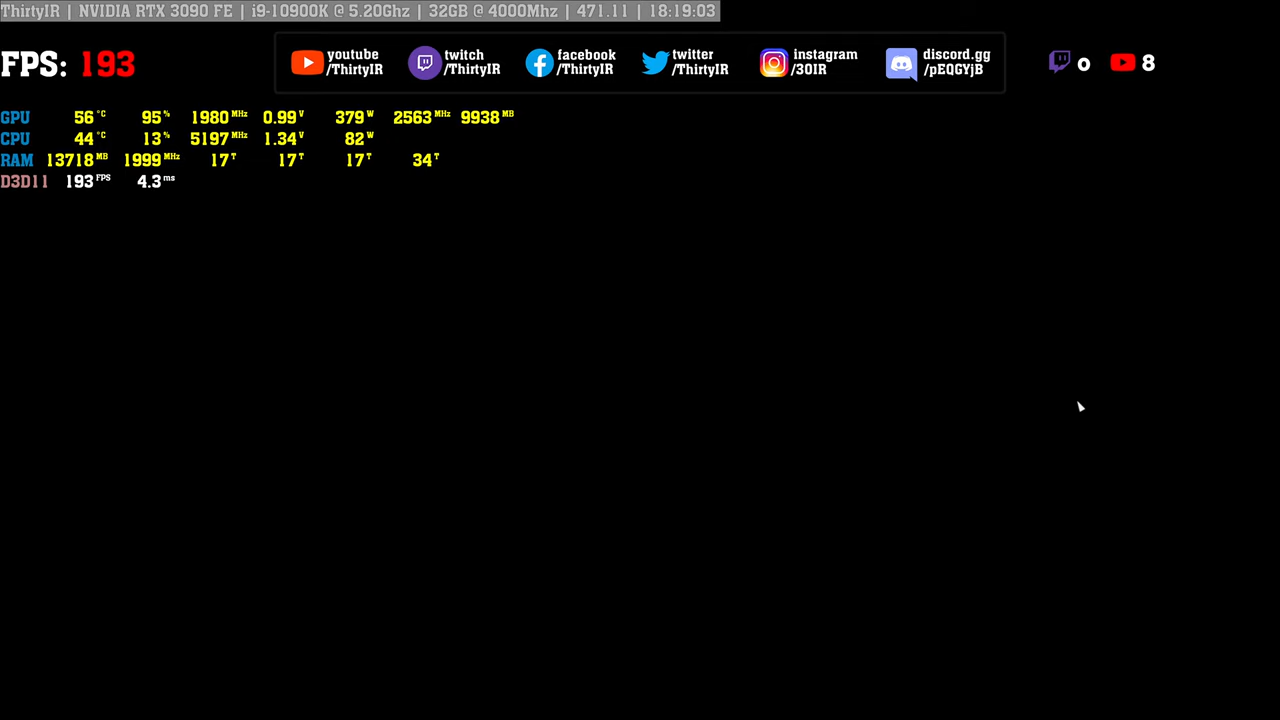 ThirtyIR | NVIDIA RTX 3090 FE | i9-10900K @ 5.20Ghz | 32GB @ 4000Mhz | 471.11 | 18:19:03
FPS: 193
youtube
/ThirtyIR
twitch
/ThirtyIR
facebook
/ThirtyIR
twitter
/ThirtyIR
instagram
/30IR
discord.gg
/pEQGYjB
0
8
GPU 56 °C 95 % 1980 MHz 0.99 V 379 W 2563 MHz 9938 MB
CPU 44 °C 13 % 5197 MHz 1.34 V 82 W
RAM 13718 MB 1999 MHz 17 T 17 T 17 T 34 T
D3D11 193 FPS 4.3 ms